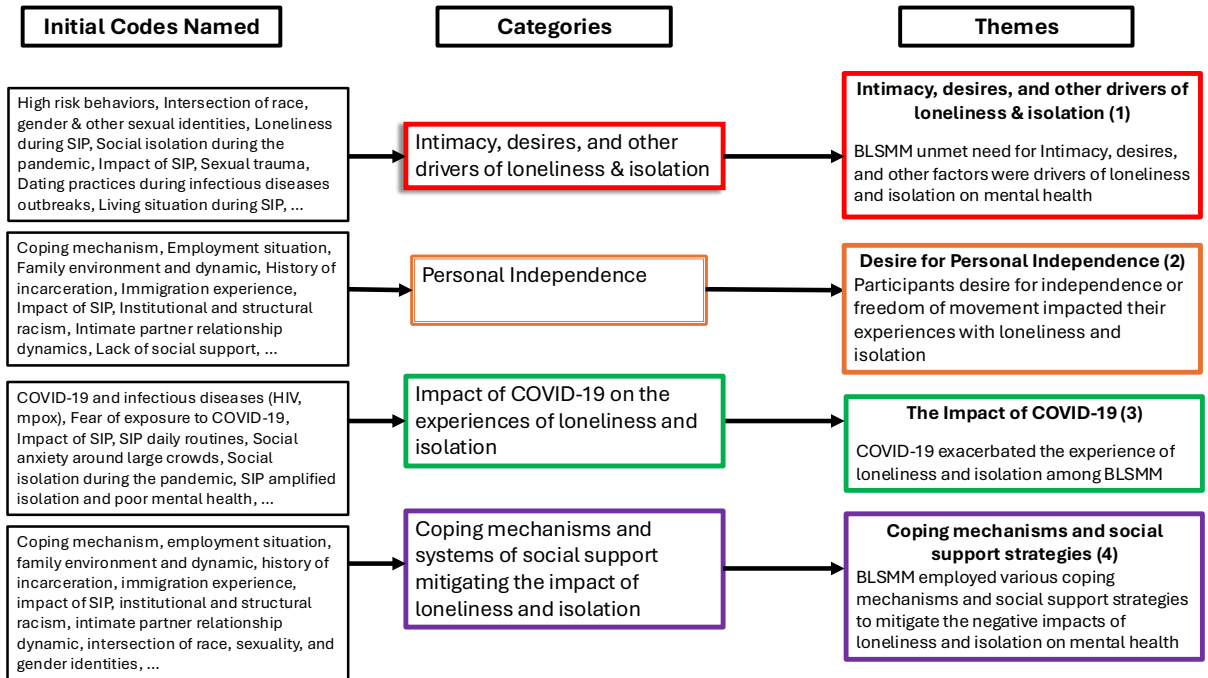 Initial Codes Named
Categories
Themes
High risk behaviors, Intersection of race,
gender & other sexual identities, Loneliness
during SIP, Social isolation during the
pandemic, Impact of SIP, Sexual trauma,
Dating practices during infectious diseases
outbreaks, Living situation during SIP, ...
Intimacy, desires, and other
drivers of loneliness & isolation
Intimacy, desires, and other drivers of
loneliness & isolation (1)
BLSMM unmet need for Intimacy, desires,
and other factors were drivers of loneliness
and isolation on mental health
Coping mechanism, Employment situation,
Family environment and dynamic, History of
incarceration, Immigration experience,
Impact of SIP, Institutional and structural
racism, Intimate partner relationship
dynamics, Lack of social support, ...
Personal Independence
Desire for Personal Independence (2)
Participants desire for independence or
freedom of movement impacted their
experiences with loneliness and
isolation
COVID-19 and infectious diseases (HIV,
mpox), Fear of exposure to COVID-19,
Impact of SIP, SIP daily routines, Social
anxiety around large crowds, Social
isolation during the pandemic, SIP amplified
isolation and poor mental health, ...
Impact of COVID-19 on the
experiences of loneliness and
isolation
The Impact of COVID-19 (3)
COVID-19 exacerbated the experience of
loneliness and isolation among BLSMM
Coping mechanism, employment situation,
family environment and dynamic, history of
incarceration, immigration experience,
impact of SIP, institutional and structural
racism, intimate partner relationship
dynamic, intersection of race, sexuality, and
gender identities, ...
Coping mechanisms and
systems of social support
mitigating the impact of
loneliness and isolation
Coping mechanisms and social
support strategies (4)
BLSMM employed various coping
mechanisms and social support strategies
to mitigate the negative impacts of
loneliness and isolation on mental health